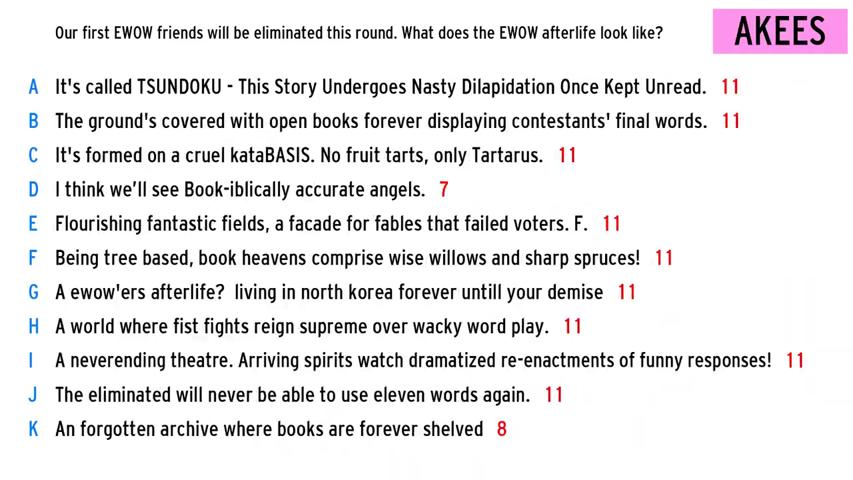 Our first EWOW friends will be eliminated this round. What does the EWOW afterlife look like?
AKEES
A It's called TSUNDOKU - This Story Undergoes Nasty Dilapidation Once Kept Unread. 11
B The ground's covered with open books forever displaying contestants' final words. 11
C It's formed on a cruel kataBASIS. No fruit tarts, only Tartarus. 11
D I think we'll see Book-iblically accurate angels. 7
E Flourishing fantastic fields, a facade for fables that failed voters. F. 11
F Being tree based, book heavens comprise wise willows and sharp spruces! 11
G A ewow'ers afterlife?  living in north korea forever untill your demise 11
H A world where fist fights reign supreme over wacky word play. 11
I A neverending theatre. Arriving spirits watch dramatized re-enactments of funny responses! 11
J The eliminated will never be able to use eleven words again. 11
K An forgotten archive where books are forever shelved 8